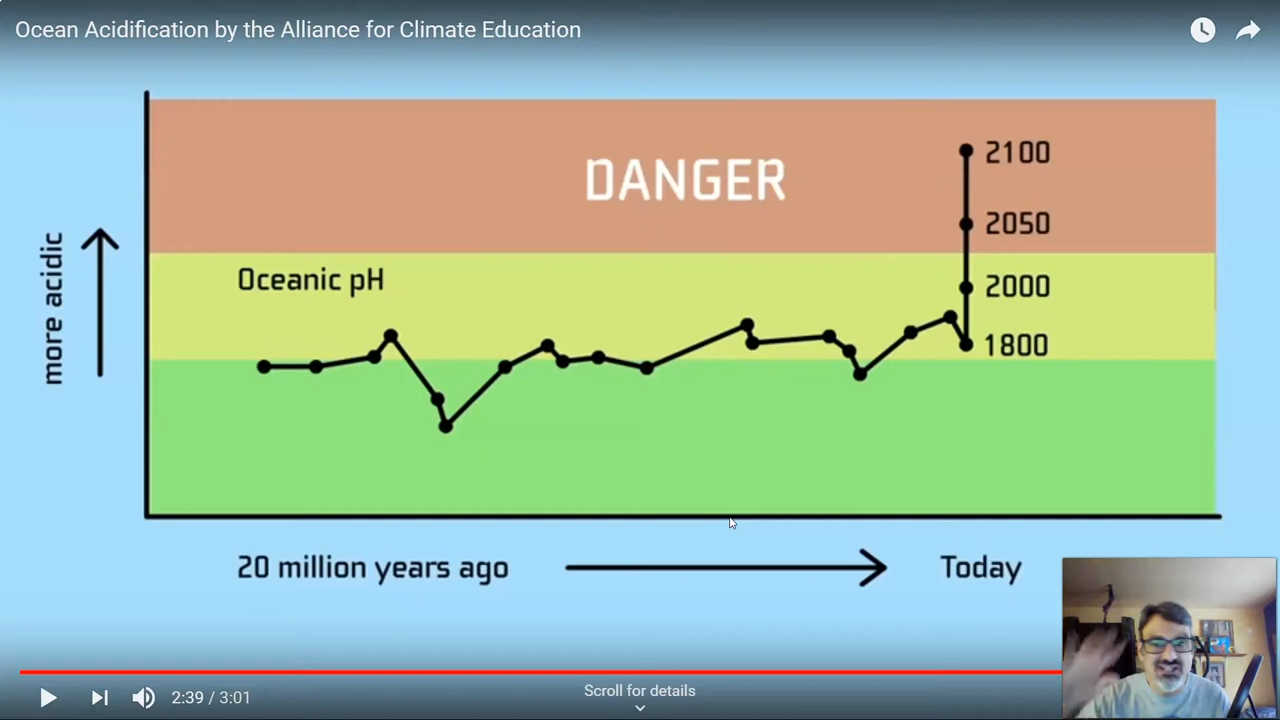 Ocean Acidification by the Alliance for Climate Education
DANGER
2100
2050
Oceanic pH
2000
1800
more acidic
20 million years ago
Today
2:39 / 3:01
Scroll for details